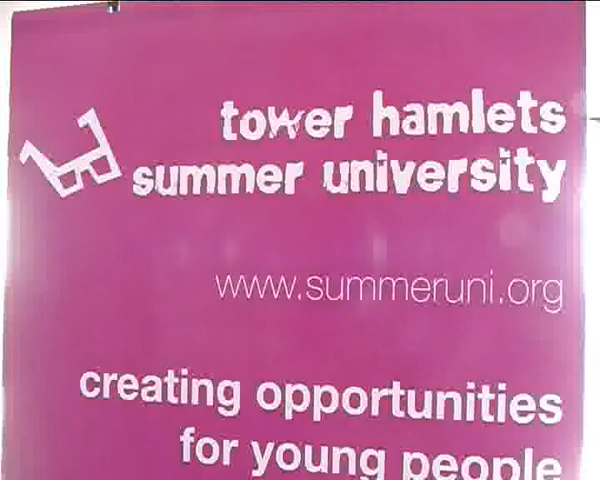 tower hamlets
summer university
www.summeruni.org
creating opportunities
for young people